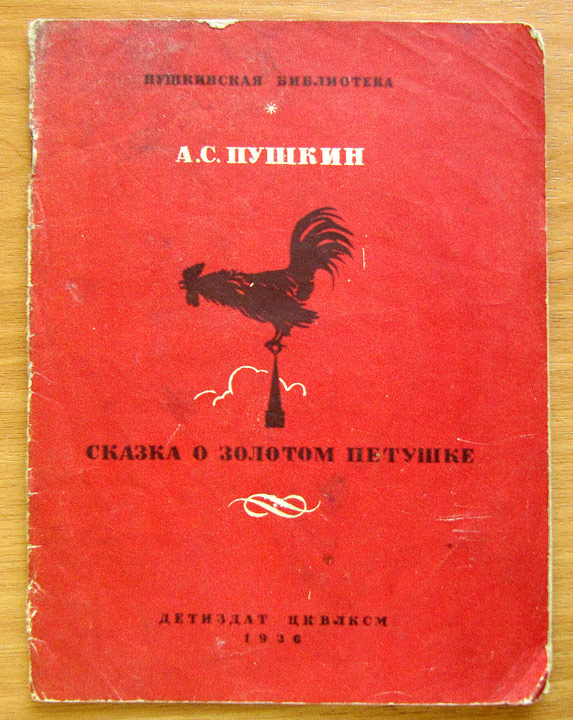 ПУШКИНСКАЯ БИБЛИОТЕКА
А.С. ПУШКИН
СКАЗКА О ЗОЛОТОМ ПЕТУШКЕ
ДЕТИЗДАТ ЦКВЛКСМ
1936